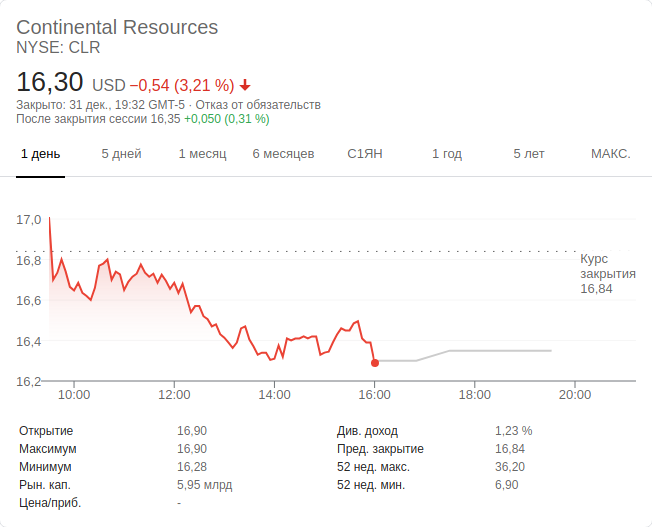 Continental Resources
NYSE: CLR
16,30 USD −0,54 (3,21 %)
Закрыто: 31 дек., 19:32 GMT-5 · Отказ от обязательств
После закрытия сессии 16,35 +0,050 (0,31 %)
1 день 5 дней 1 месяц 6 месяцев С1ЯН 1 год 5 лет МАКС.
17,0
16,8
16,6
16,4
16,2
Курс
закрытия
16,84
10:00 12:00 14:00 16:00 18:00 20:00
Открытие 16,90 Див. доход 1,23 %
Максимум 16,90 Пред. закрытие 16,84
Минимум 16,28 52 нед. макс. 36,20
Рын. кап. 5,95 млрд 52 нед. мин. 6,90
Цена/приб. -